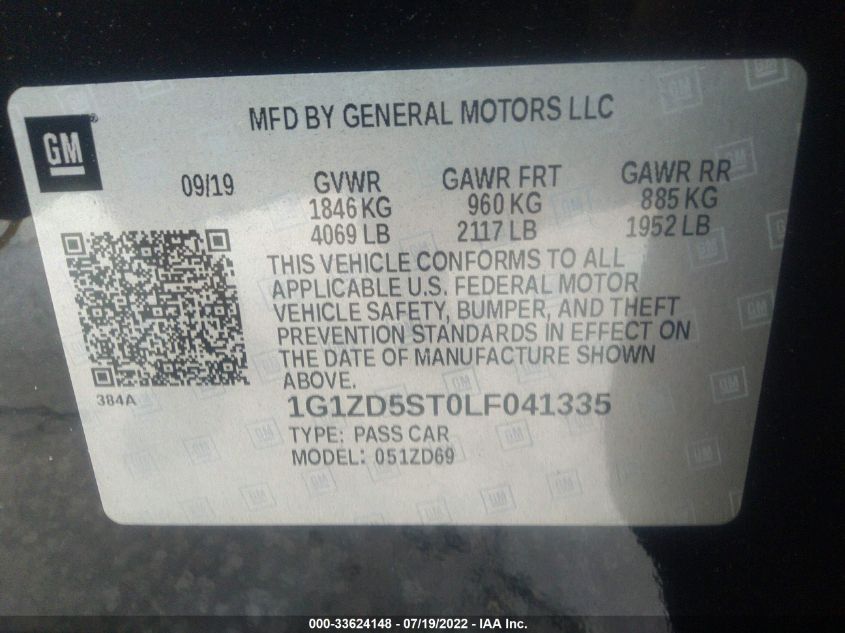 MFD BY GENERAL MOTORS LLC
GM
®
09/19
GVWR
1846 KG
4069 LB
GAWR FRT
960 KG
2117 LB
GAWR RR
885 KG
1952 LB
THIS VEHICLE CONFORMS TO ALL
APPLICABLE U.S. FEDERAL MOTOR
VEHICLE SAFETY, BUMPER, AND THEFT
PREVENTION STANDARDS IN EFFECT ON
THE DATE OF MANUFACTURE SHOWN
ABOVE.
384A
1G1ZD5ST0LF041335
TYPE: PASS CAR
MODEL: 051ZD69
000-33624148 - 07/19/2022 - IAA Inc.